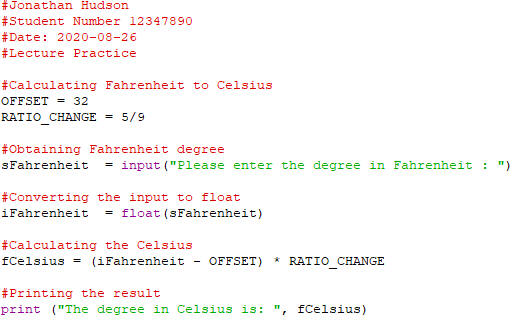 #Jonathan Hudson
#Student Number 12347890
#Date: 2020-08-26
#Lecture Practice
#Calculating Fahrenheit to Celsius
OFFSET = 32
RATIO_CHANGE = 5/9
#Obtaining Fahrenheit degree
sFahrenheit  = input("Please enter the degree in Fahrenheit : ")
#Converting the input to float
iFahrenheit  = float(sFahrenheit)
#Calculating the Celsius
fCelsius = (iFahrenheit - OFFSET) * RATIO_CHANGE
#Printing the result
print ("The degree in Celsius is: ", fCelsius)